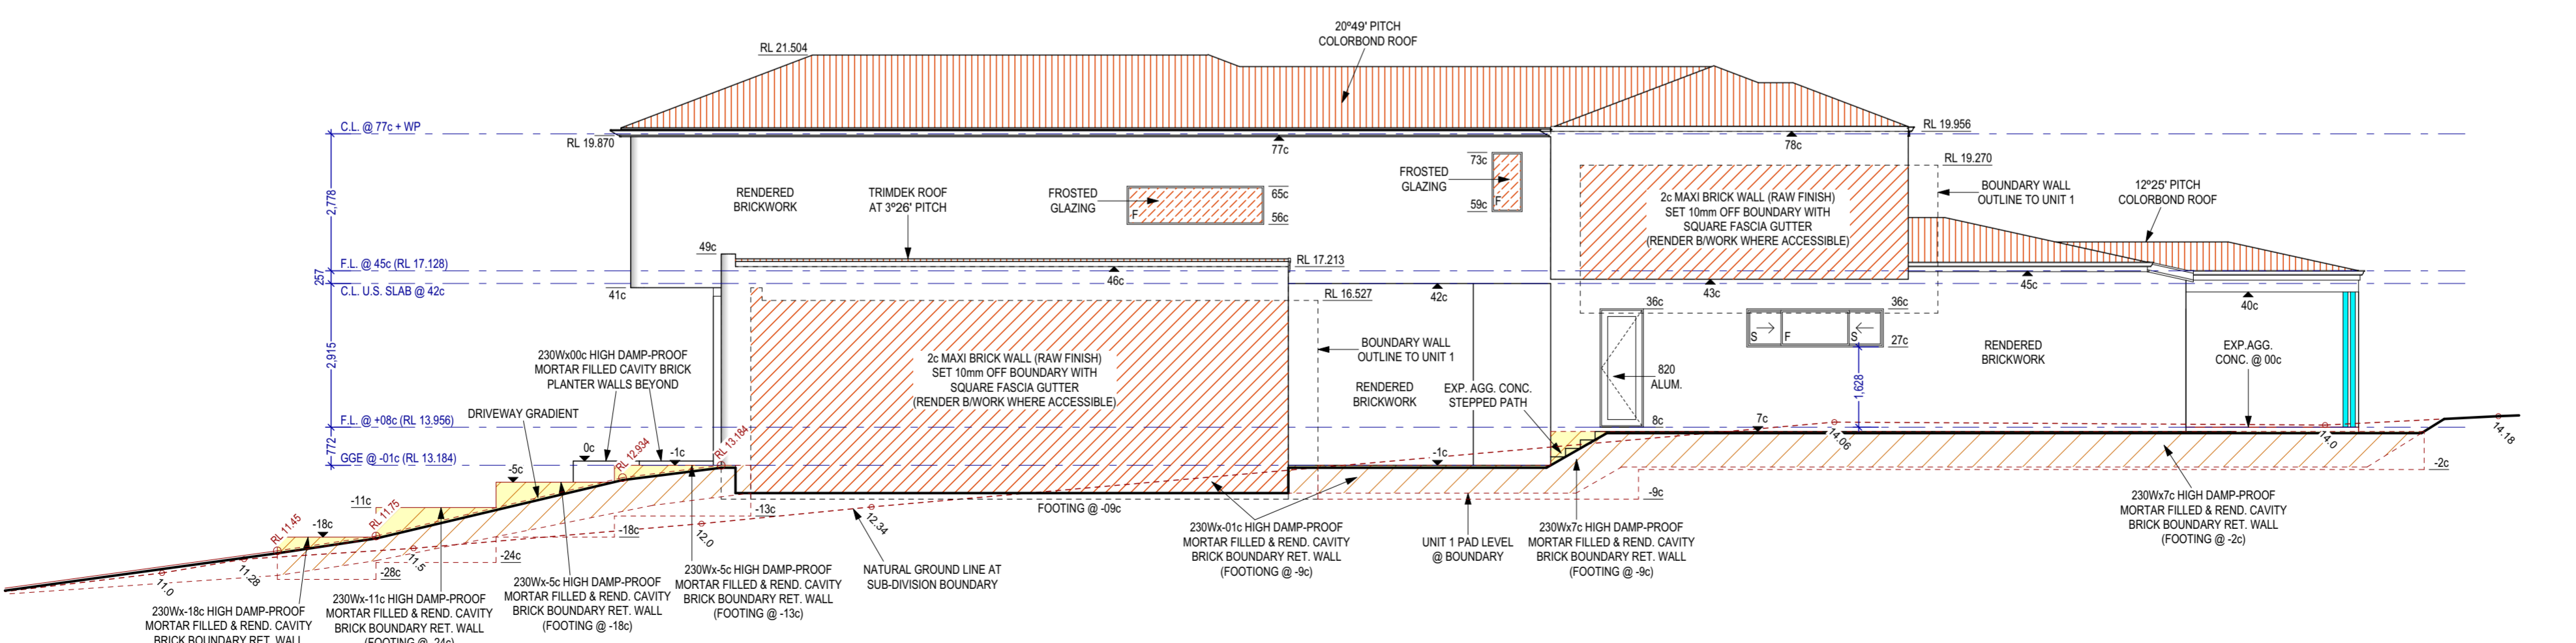 20°49' PITCH
COLORBOND ROOF
RL 21.504
C.L. @ 77c + WP
RL 19.870
77c
78c
RL 19.956
2,778
RENDERED
BRICKWORK
TRIMDEK ROOF
AT 3°26' PITCH
FROSTED
GLAZING
F
65c
56c
FROSTED
GLAZING
73c
59c
F
2c MAXI BRICK WALL (RAW FINISH)
SET 10mm OFF BOUNDARY WITH
SQUARE FASCIA GUTTER
(RENDER B/WORK WHERE ACCESSIBLE)
RL 19.270
BOUNDARY WALL
OUTLINE TO UNIT 1
12°25' PITCH
COLORBOND ROOF
49c
F.L. @ 45c (RL 17.128)
257
C.L. U.S. SLAB @ 42c
41c
46c
RL 17.213
RL 16.527
42c
43c
45c
40c
2,915
230Wx00c HIGH DAMP-PROOF
MORTAR FILLED CAVITY BRICK
PLANTER WALLS BEYOND
2c MAXI BRICK WALL (RAW FINISH)
SET 10mm OFF BOUNDARY WITH
SQUARE FASCIA GUTTER
(RENDER B/WORK WHERE ACCESSIBLE)
BOUNDARY WALL
OUTLINE TO UNIT 1
RENDERED
BRICKWORK
EXP. AGG. CONC.
STEPPED PATH
36c
820
ALUM.
8c
S
F
S
36c
27c
1,628
RENDERED
BRICKWORK
EXP.AGG.
CONC. @ 00c
DRIVEWAY GRADIENT
F.L. @ +08c (RL 13.956)
772
GGE @ -01c (RL 13.184)
0c
-1c
RL 12.934
RL 13.184
-5c
-11c
RL 11.75
RL 11.45
-18c
-1c
7c
14.06
14.0
14.18
-2c
-9c
-13c
-18c
-24c
-28c
11.0
11.28
11.5
12.0
12.34
FOOTING @ -09c
NATURAL GROUND LINE AT
SUB-DIVISION BOUNDARY
230Wx-18c HIGH DAMP-PROOF
MORTAR FILLED & REND. CAVITY
BRICK BOUNDARY RET. WALL
230Wx-11c HIGH DAMP-PROOF
MORTAR FILLED & REND. CAVITY
BRICK BOUNDARY RET. WALL
(FOOTING @ -24c)
230Wx-5c HIGH DAMP-PROOF
MORTAR FILLED & REND. CAVITY
BRICK BOUNDARY RET. WALL
(FOOTING @ -18c)
230Wx-5c HIGH DAMP-PROOF
MORTAR FILLED & REND. CAVITY
BRICK BOUNDARY RET. WALL
(FOOTING @ -13c)
230Wx-01c HIGH DAMP-PROOF
MORTAR FILLED & REND. CAVITY
BRICK BOUNDARY RET. WALL
(FOOTIONG @ -9c)
UNIT 1 PAD LEVEL
@ BOUNDARY
230Wx7c HIGH DAMP-PROOF
MORTAR FILLED & REND. CAVITY
BRICK BOUNDARY RET. WALL
(FOOTING @ -9c)
230Wx7c HIGH DAMP-PROOF
MORTAR FILLED & REND. CAVITY
BRICK BOUNDARY RET. WALL
(FOOTING @ -2c)